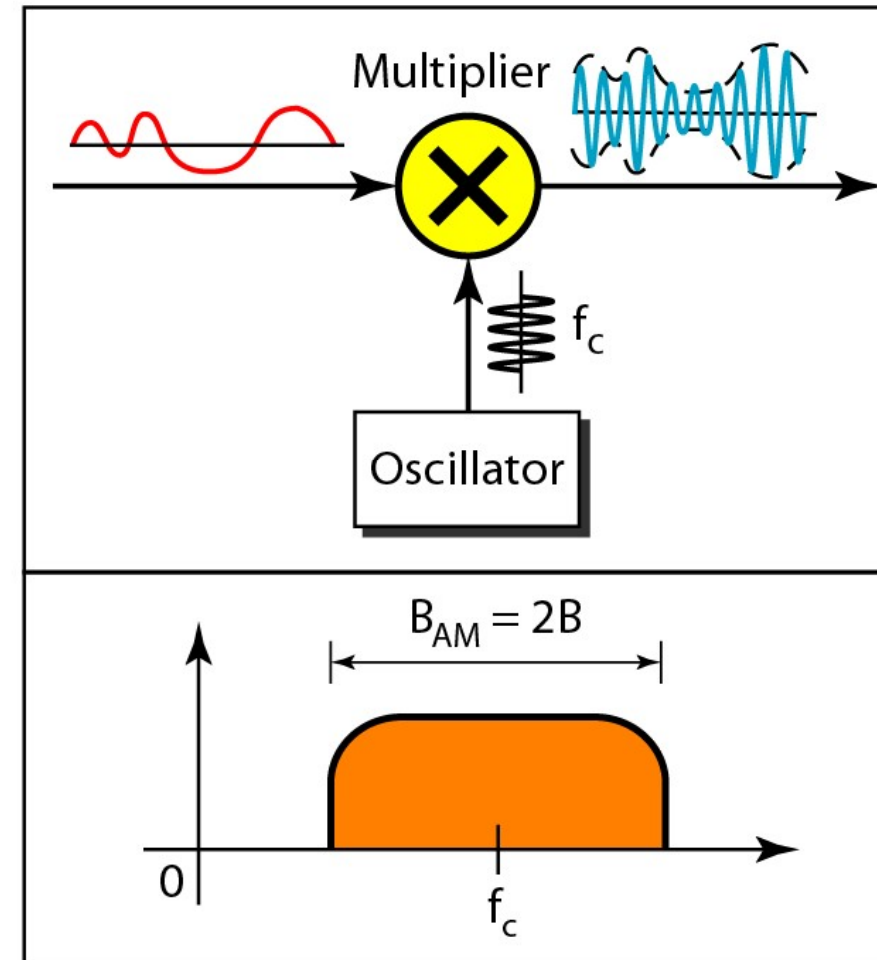 Multiplier
f_c
Oscillator
B_AM = 2B
0
f_c